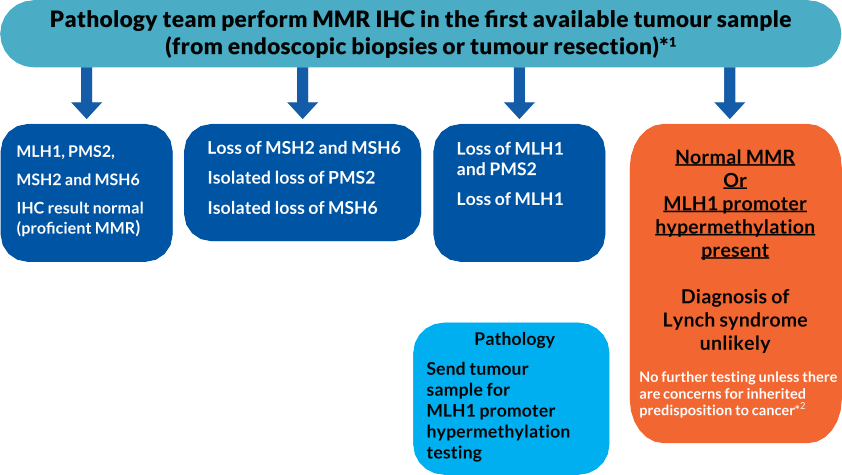 Pathology team perform MMR IHC in the first available tumour sample
(from endoscopic biopsies or tumour resection)*¹
MLH1, PMS2,
MSH2 and MSH6
IHC result normal
(proficient MMR)
Loss of MSH2 and MSH6
Isolated loss of PMS2
Isolated loss of MSH6
Loss of MLH1
and PMS2
Loss of MLH1
Normal MMR
Or
MLH1 promoter
hypermethylation
present
Diagnosis of
Lynch syndrome
unlikely
No further testing unless there
are concerns for inherited
predisposition to cancer*²
Pathology
Send tumour
sample for
MLH1 promoter
hypermethylation
testing